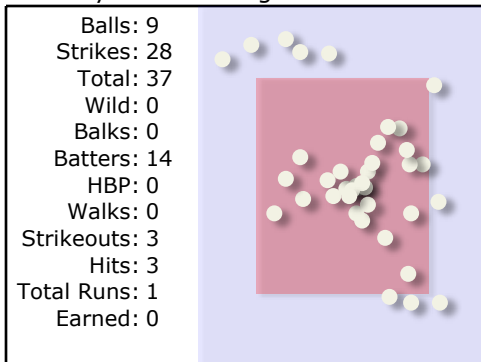 Balls: 9
Strikes: 28
Total: 37
Wild: 0
Balks: 0
Batters: 14
HBP: 0
Walks: 0
Strikeouts: 3
Hits: 3
Total Runs: 1
Earned: 0